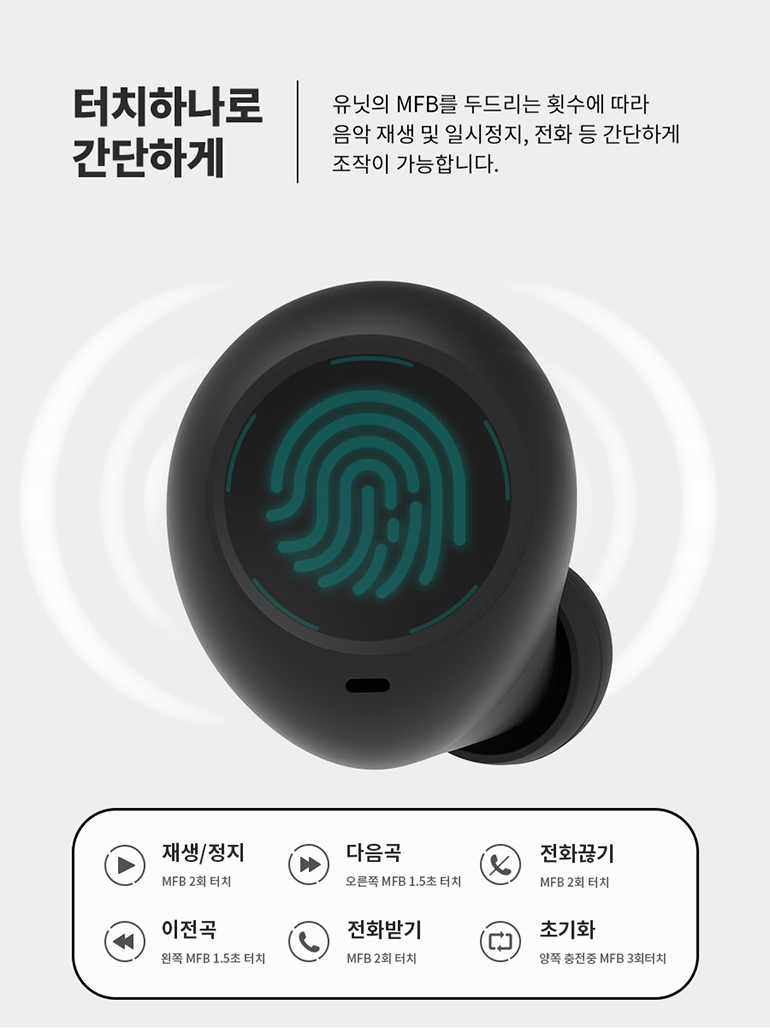 터치하나로
간단하게
유닛의 MFB를 두드리는 횟수에 따라
음악 재생 및 일시정지, 전화 등 간단하게
조작이 가능합니다.
재생/정지
MFB 2회 터치
다음곡
오른쪽 MFB 1.5초 터치
전화끊기
MFB 2회 터치
이전곡
왼쪽 MFB 1.5초 터치
전화받기
MFB 2회 터치
초기화
양쪽 충전중 MFB 3회터치